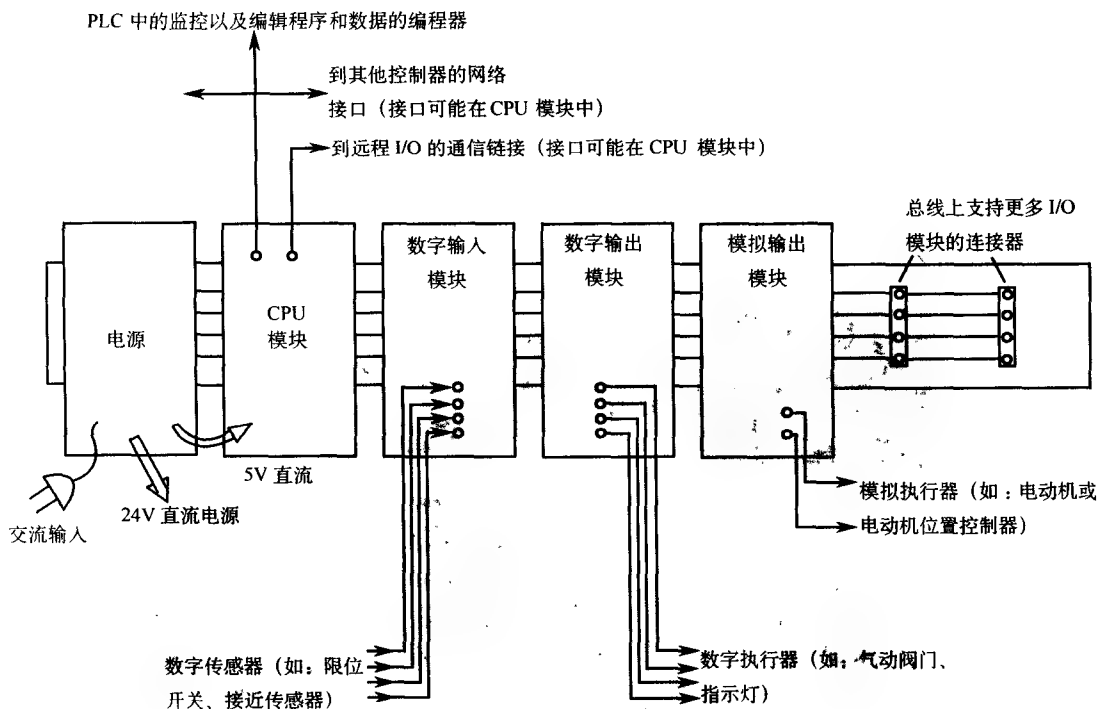 PLC 中的监控以及编辑程序和数据的编程器
到其他控制器的网络
接口（接口可能在 CPU 模块中）
到远程 I/O 的通信链接（接口可能在 CPU 模块中）
总线上支持更多 I/O
模块的连接器
电源
CPU
模块
数字输入
模块
数字输出
模块
模拟输出
模块
5V 直流
24V 直流电源
交流输入
模拟执行器（如：电动机或
电动机位置控制器）
数字传感器（如：限位
开关、接近传感器）
数字执行器（如：气动阀门、
指示灯）